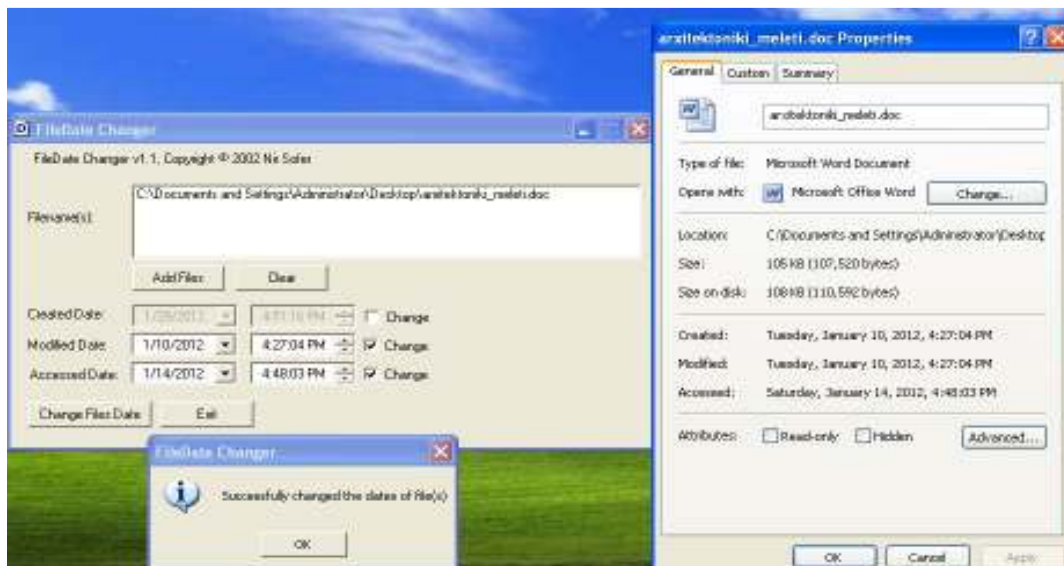 FileDate Changer
FileDate Changer v1.1, Copyright © 2002 Nir Sofer
Filename(s):
C:\Documents and Settings\Administrator\Desktop\arxitektoniki_meleti.doc
Add Files
Clear
Created Date:
Change
Modified Date:
1/10/2012
4:27:04 PM
Change
Accessed Date:
1/14/2012
4:48:03 PM
Change
Change Files Date
Exit
FileDate Changer
Successfully changed the dates of file(s)
OK
arxitektoniki_meleti.doc Properties
General
Custom
Summary
arxitektoniki_meleti.doc
Type of file: Microsoft Word Document
Opens with: Microsoft Office Word
Change...
Location: C:\Documents and Settings\Administrator\Desktop
Size: 105 KB (107,520 bytes)
Size on disk: 108 KB (110,592 bytes)
Created: Tuesday, January 10, 2012, 4:27:04 PM
Modified: Tuesday, January 10, 2012, 4:27:04 PM
Accessed: Saturday, January 14, 2012, 4:48:03 PM
Attributes:
Read-only
Hidden
Advanced...
OK
Cancel
Apply